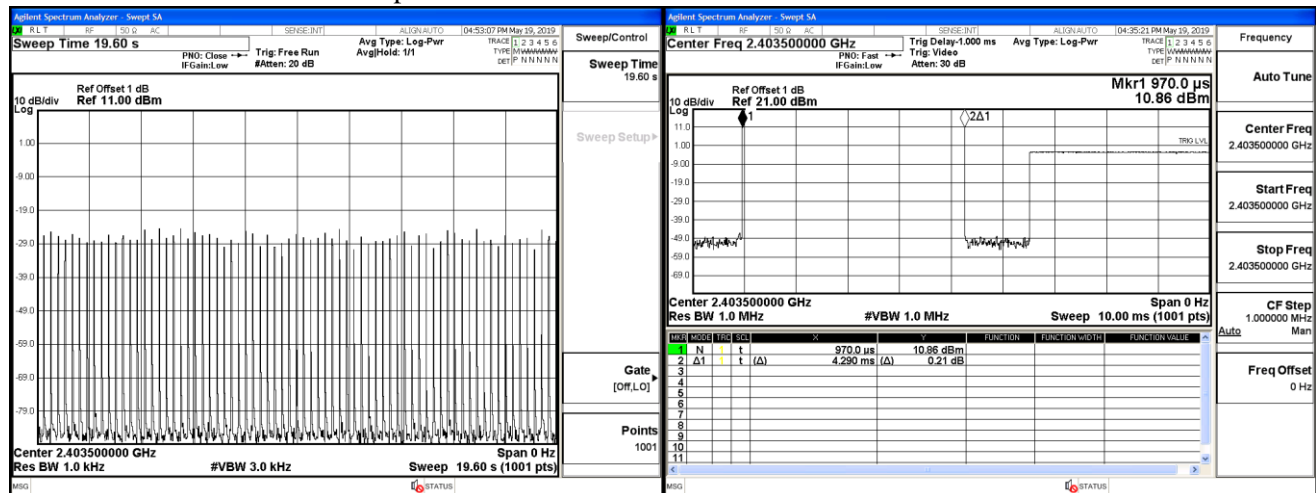 Agilent Spectrum Analyzer - Swept SA
RLT RF 50 Ω AC SENSE:INT ALIGNAUTO 04:53:07 PM May 19, 2019
Sweep Time 19.60 s
PNO: Close
IFGain:Low
Trig: Free Run
#Atten: 20 dB
Avg Type: Log-Pwr
Avg|Hold: 1/1
TRACE 1 2 3 4 5 6
TYPE MWWWWW
DET P N N N N N
Ref Offset 1 dB
10 dB/div Ref 11.00 dBm
Log
1.00
-9.00
-19.0
-29.0
-39.0
-49.0
-59.0
-69.0
-79.0
Center 2.403500000 GHz Span 0 Hz
Res BW 1.0 kHz #VBW 3.0 kHz Sweep 19.60 s (1001 pts)
MSG STATUS
Sweep/Control
Sweep Time
19.60 s
Sweep Setup
Gate
[Off,LO]
Points
1001
Agilent Spectrum Analyzer - Swept SA
RLT RF 50 Ω AC SENSE:INT ALIGNAUTO 04:35:21 PM May 19, 2019
Center Freq 2.403500000 GHz
PNO: Fast
IFGain:Low
Trig Delay-1.000 ms
Trig: Video
Atten: 30 dB
Avg Type: Log-Pwr
TRACE 1 2 3 4 5 6
TYPE WWWWWW
DET P N N N N N
Mkr1 970.0 µs
10.86 dBm
Ref Offset 1 dB
10 dB/div Ref 21.00 dBm
Log
1
2Δ1
11.0
1.00
-9.00
-19.0
-29.0
-39.0
-49.0
-59.0
-69.0
TRIG LVL
Center 2.403500000 GHz Span 0 Hz
Res BW 1.0 MHz #VBW 1.0 MHz Sweep 10.00 ms (1001 pts)
MKR MODE TRC SCL X Y FUNCTION FUNCTION WIDTH FUNCTION VALUE
1 N 1 t 970.0 µs 10.86 dBm
2 Δ1 1 t (Δ) 4.290 ms (Δ) 0.21 dB
3
4
5
6
7
8
9
10
11
MSG STATUS
Frequency
Auto Tune
Center Freq
2.403500000 GHz
Start Freq
2.403500000 GHz
Stop Freq
2.403500000 GHz
CF Step
1.000000 MHz
Auto Man
Freq Offset
0 Hz